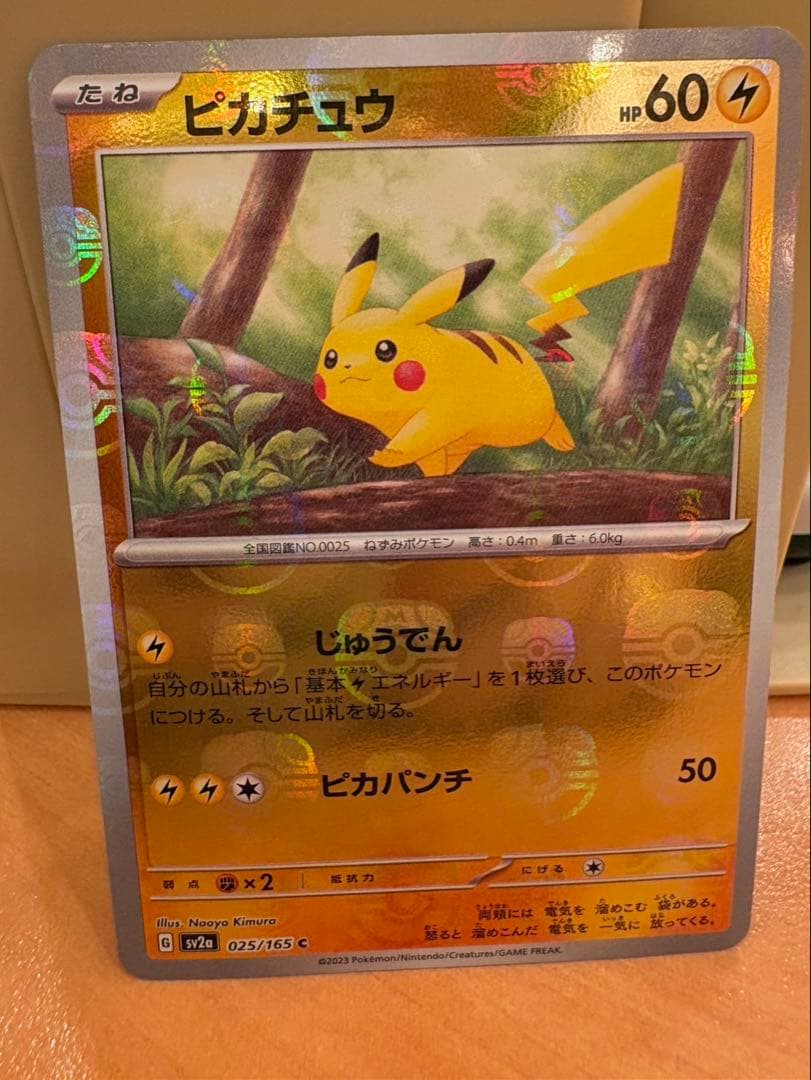 たね ピカチュウ HP60
全国図鑑NO.0025 ねずみポケモン 高さ:0.4m 重さ:6.0kg
じゅうでん
自分の山札から「基本エネルギー」を1枚選び、このポケモン
につける。そして山札を切る。
ピカパンチ 50
弱点 ×2 抵抗力 にげる
両頬には 電気を 溜めこむ 袋がある。
怒ると 溜めこんだ 電気を 一気に 放ってくる。
Illus. Naoyo Kimura
G sv2a 025/165 C
©2023 Pokémon/Nintendo/Creatures/GAME FREAK.